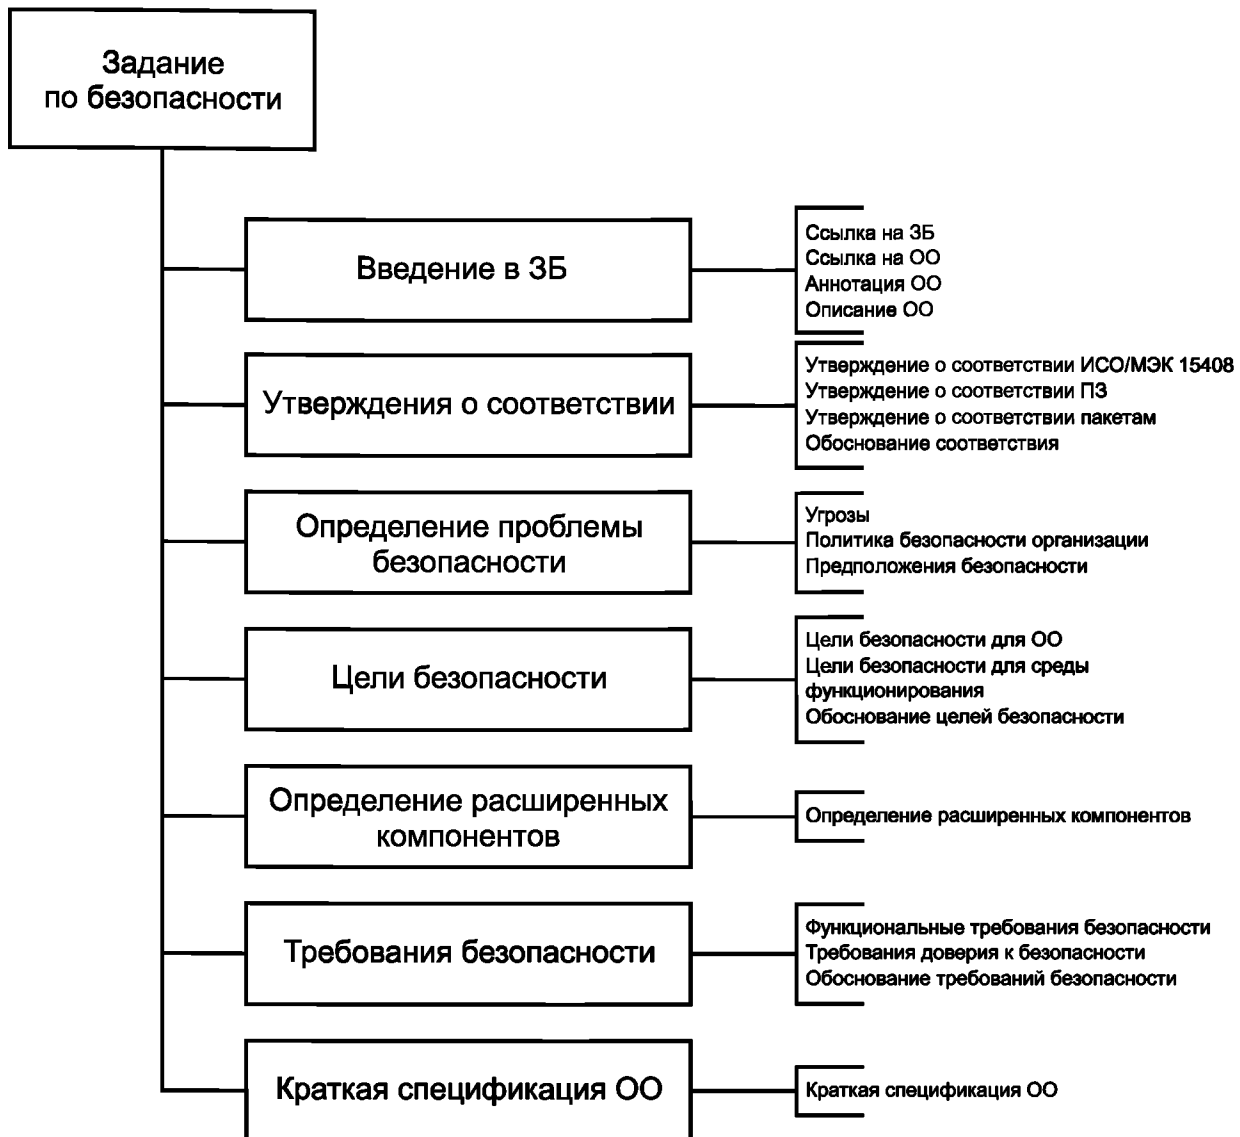 Задание
по безопасности
Введение в ЗБ
Ссылка на ЗБ
Ссылка на ОО
Аннотация ОО
Описание ОО
Утверждения о соответствии
Утверждение о соответствии ИСО/МЭК 15408
Утверждение о соответствии ПЗ
Утверждение о соответствии пакетам
Обоснование соответствия
Определение проблемы
безопасности
Угрозы
Политика безопасности организации
Предположения безопасности
Цели безопасности
Цели безопасности для ОО
Цели безопасности для среды
функционирования
Обоснование целей безопасности
Определение расширенных
компонентов
Определение расширенных компонентов
Требования безопасности
Функциональные требования безопасности
Требования доверия к безопасности
Обоснование требований безопасности
Краткая спецификация ОО
Краткая спецификация ОО